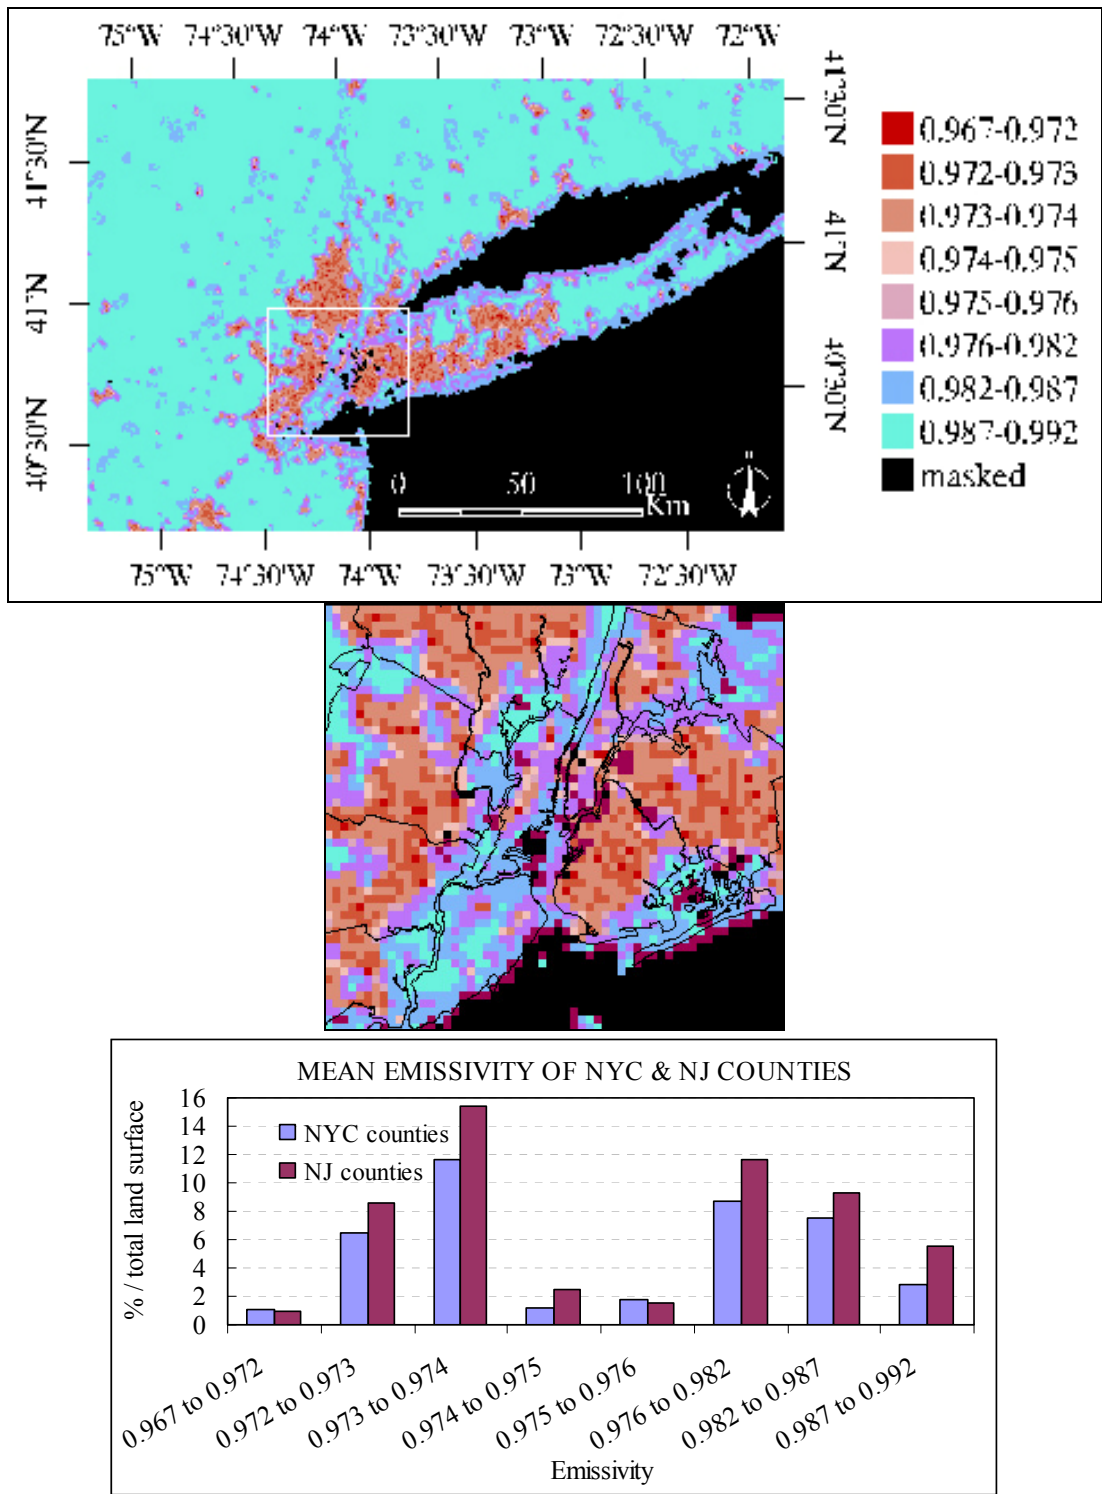 75°W 74°30'W 74°W 73°30'W 73°W 72°30'W 72°W
41°30'N
41°N
40°30'N
41°30'N
41°N
40°30'N
0.967-0.972
0.972-0.973
0.973-0.974
0.974-0.975
0.975-0.976
0.976-0.982
0.982-0.987
0.987-0.992
masked
0 50 100
Km
N
75°W 74°30'W 74°W 73°30'W 73°W 72°30'W
MEAN EMISSIVITY OF NYC & NJ COUNTIES
% / total land surface
16
14
12
10
8
6
4
2
0
NYC counties
NJ counties
0.967 to 0.972
0.972 to 0.973
0.973 to 0.974
0.974 to 0.975
0.975 to 0.976
0.976 to 0.982
0.982 to 0.987
0.987 to 0.992
Emissivity